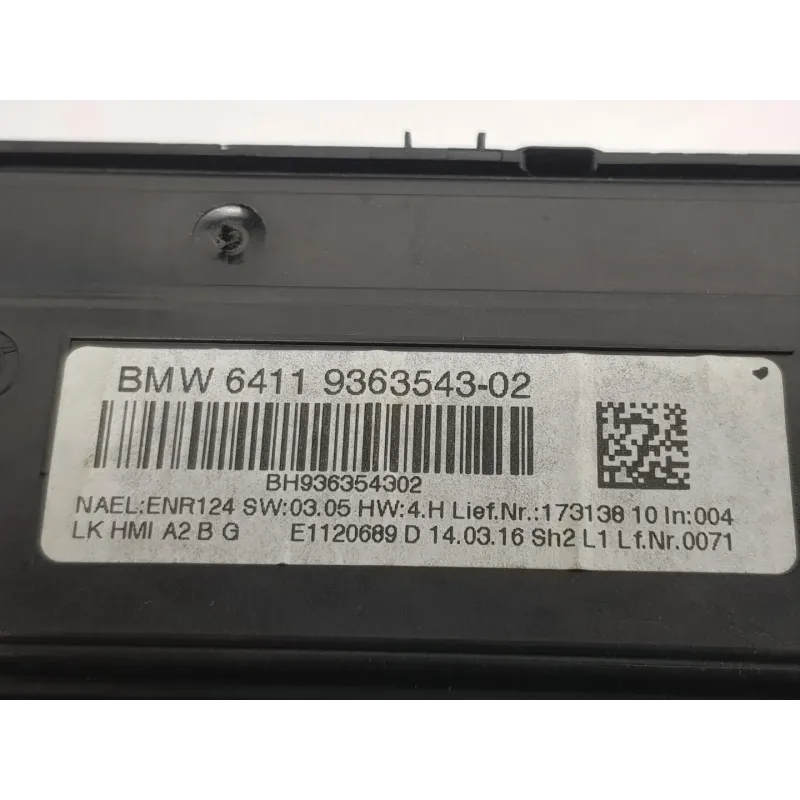 BMW 6411 9363543-02
BH936354302
NAEL:ENR124 SW:03.05 HW:4.H Lief.Nr.:173138 10 In:004
LK HMI A2 B G E1120689 D 14.03.16 Sh2 L1 Lf.Nr.0071